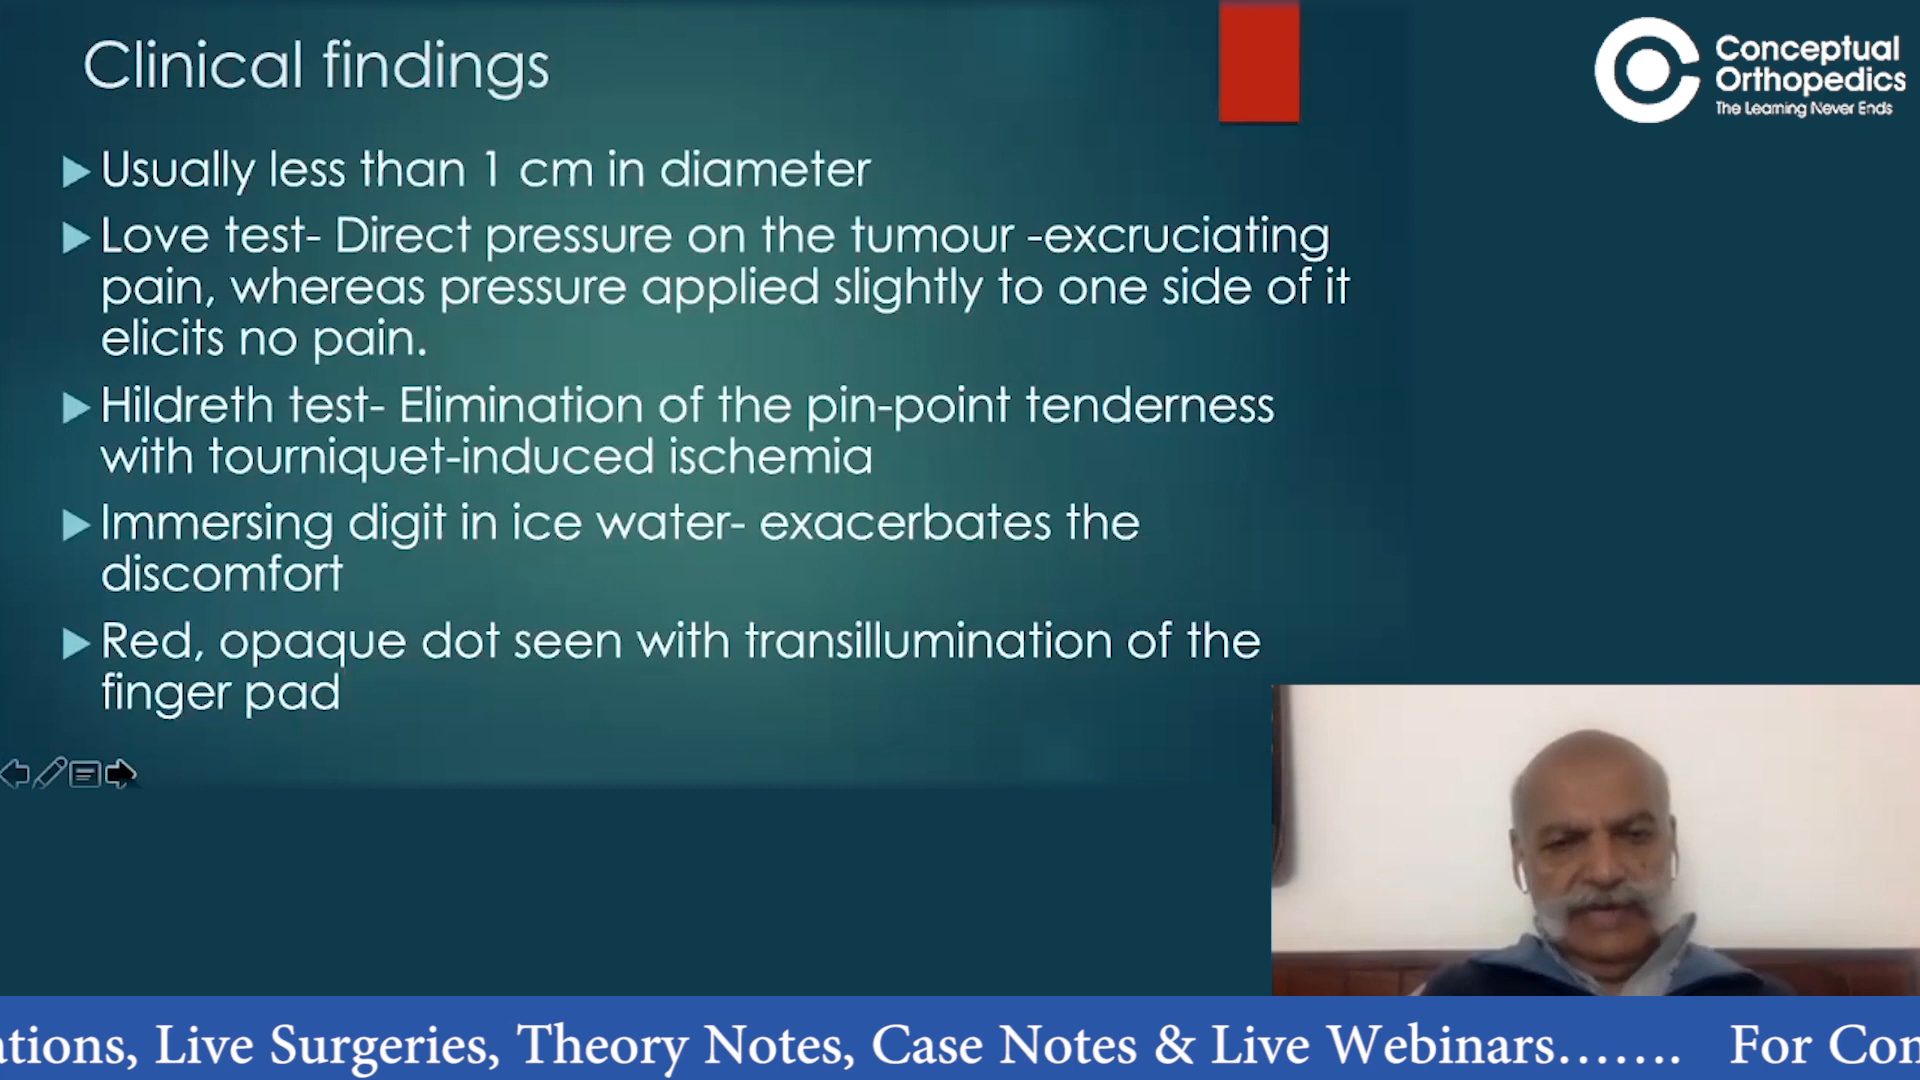 Clinical findings
Conceptual
Orthopedics
The Learning Never Ends
Usually less than 1 cm in diameter
Love test- Direct pressure on the tumour -excruciating
pain, whereas pressure applied slightly to one side of it
elicits no pain.
Hildreth test- Elimination of the pin-point tenderness
with tourniquet-induced ischemia
Immersing digit in ice water- exacerbates the
discomfort
Red, opaque dot seen with transillumination of the
finger pad
Live Surgeries, Theory Notes, Case Notes & Live Webinars....... For